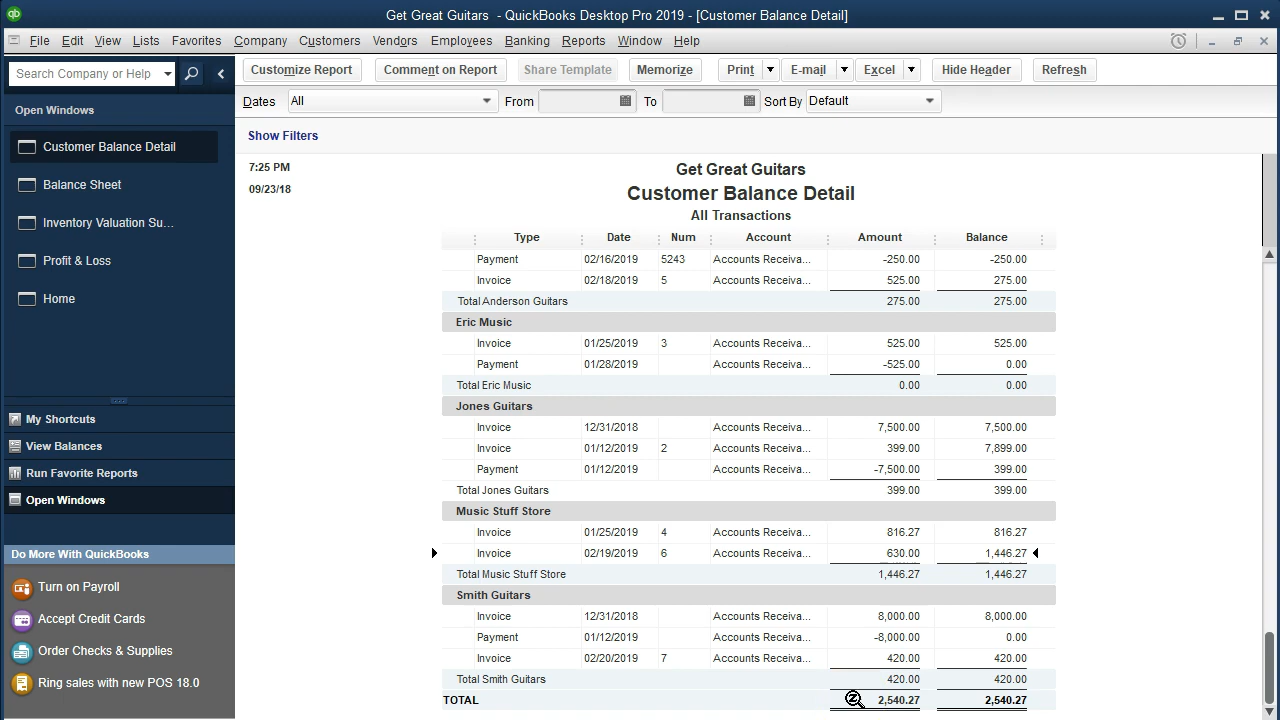 Get Great Guitars - QuickBooks Desktop Pro 2019 - [Customer Balance Detail]
File Edit View Lists Favorites Company Customers Vendors Employees Banking Reports Window Help
Search Company or Help
Customize Report Comment on Report Share Template Memorize Print E-mail Excel Hide Header Refresh
Dates All From To Sort By Default
Show Filters
Open Windows
Customer Balance Detail
Balance Sheet
Inventory Valuation Su...
Profit & Loss
Home
My Shortcuts
View Balances
Run Favorite Reports
Open Windows
Do More With QuickBooks
Turn on Payroll
Accept Credit Cards
Order Checks & Supplies
Ring sales with new POS 18.0
7:25 PM
09/23/18
Get Great Guitars
Customer Balance Detail
All Transactions
Type Date Num Account Amount Balance
Payment 02/16/2019 5243 Accounts Receiva... -250.00 -250.00
Invoice 02/18/2019 5 Accounts Receiva... 525.00 275.00
Total Anderson Guitars 275.00 275.00
Eric Music
Invoice 01/25/2019 3 Accounts Receiva... 525.00 525.00
Payment 01/28/2019 Accounts Receiva... -525.00 0.00
Total Eric Music 0.00 0.00
Jones Guitars
Invoice 12/31/2018 Accounts Receiva... 7,500.00 7,500.00
Invoice 01/12/2019 2 Accounts Receiva... 399.00 7,899.00
Payment 01/12/2019 Accounts Receiva... -7,500.00 399.00
Total Jones Guitars 399.00 399.00
Music Stuff Store
Invoice 01/25/2019 4 Accounts Receiva... 816.27 816.27
Invoice 02/19/2019 6 Accounts Receiva... 630.00 1,446.27
Total Music Stuff Store 1,446.27 1,446.27
Smith Guitars
Invoice 12/31/2018 Accounts Receiva... 8,000.00 8,000.00
Payment 01/12/2019 Accounts Receiva... -8,000.00 0.00
Invoice 02/20/2019 7 Accounts Receiva... 420.00 420.00
Total Smith Guitars 420.00 420.00
TOTAL 2,540.27 2,540.27